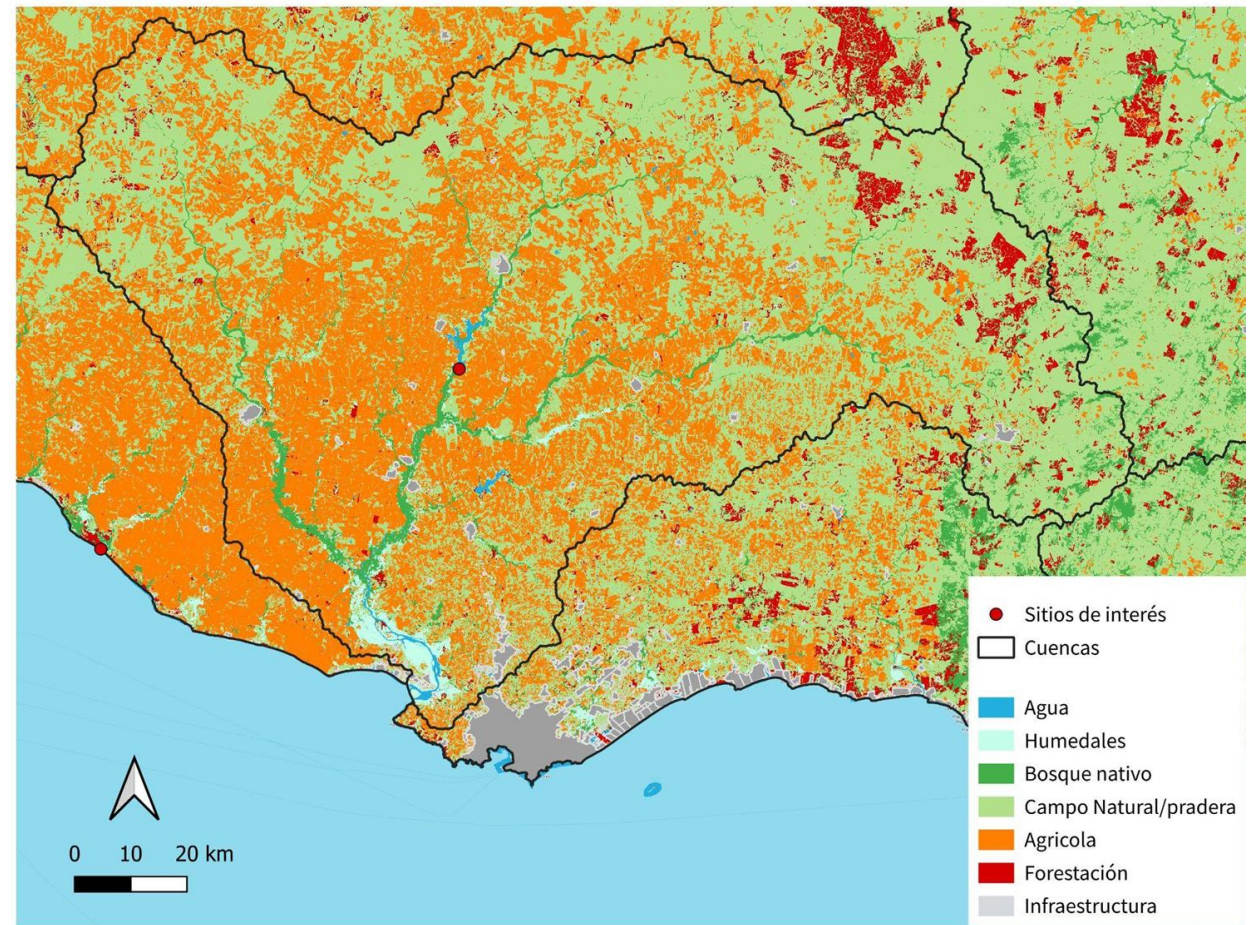 Sitios de interés
Cuencas
Agua
Humedales
Bosque nativo
Campo Natural/pradera
Agricola
Forestación
Infraestructura
0 10 20 km